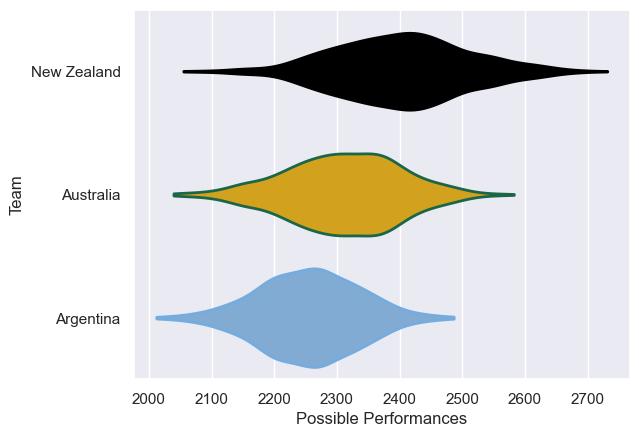 New Zealand
Australia
Argentina
Team
2000 2100 2200 2300 2400 2500 2600 2700
Possible Performances